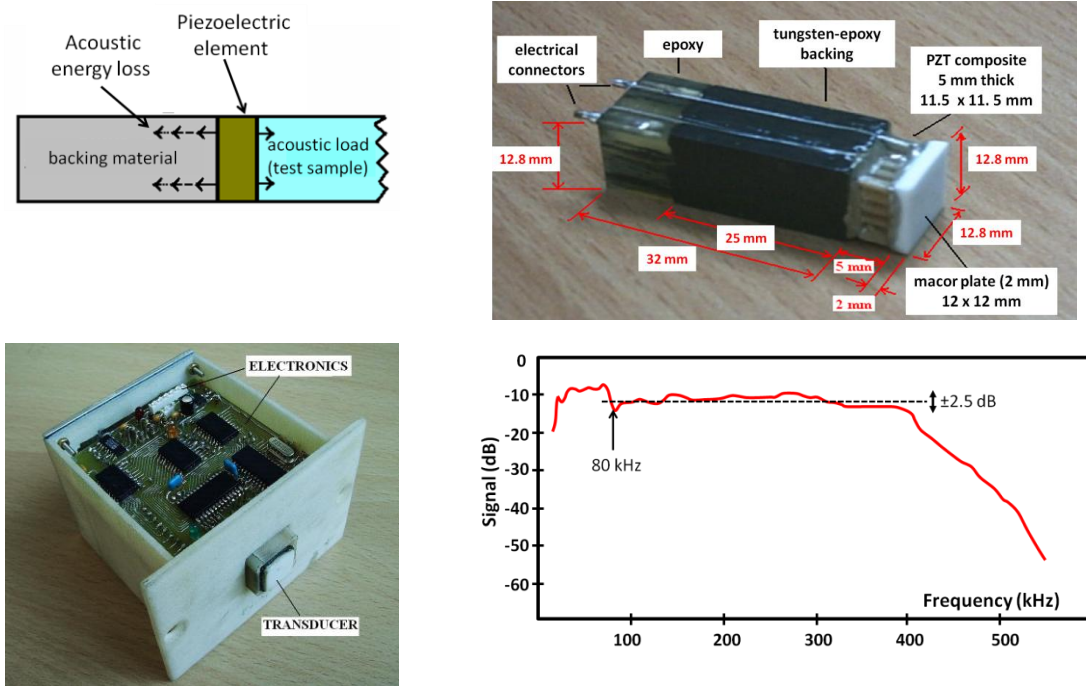 Piezoelectric
element
Acoustic
energy loss
backing material
acoustic load
(test sample)
electrical
connectors
epoxy
tungsten-epoxy
backing
PZT composite
5 mm thick
11.5 x 11. 5 mm
12.8 mm
12.8 mm
12.8 mm
25 mm
32 mm
5 mm
2 mm
macor plate (2 mm)
12 x 12 mm
ELECTRONICS
TRANSDUCER
0
-10
-20
-30
-40
-50
-60
Signal (dB)
±2.5 dB
80 kHz
Frequency (kHz)
100
200
300
400
500